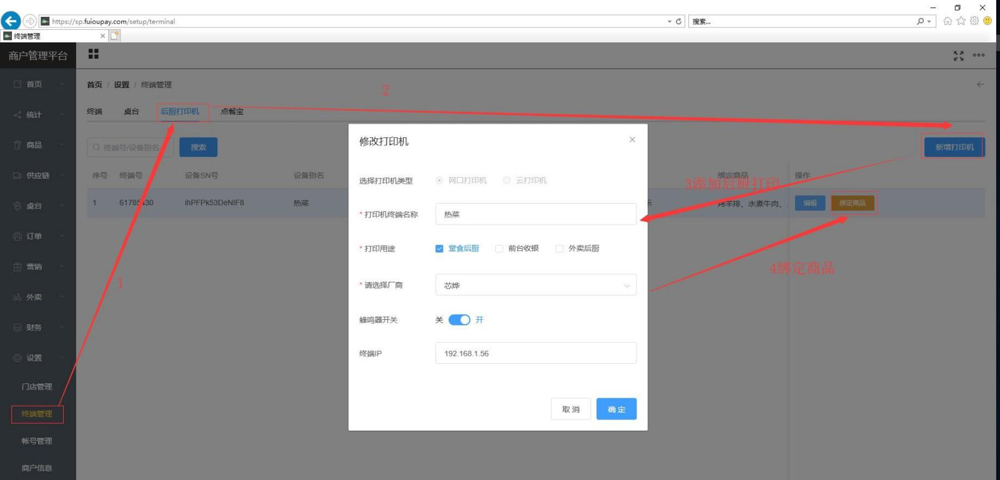 https://sp.fuioupay.com/setup/terminal
搜索...
终端管理
商户管理平台
首页
首页 / 设置 / 终端管理
2
统计
终端
桌台
后厨打印机
点餐宝
修改打印机
商品
终端号/设备别名
搜索
新增打印机
供应链
序号
终端号
设备SN号
设备别名
选择打印机类型
网口打印机
云打印机
绑定商品
操作
3添加后厨打印
桌台
1
61785430
ihPFPk53DeNIF8
热菜
* 打印机终端名称
热菜
示
烤羊排、水煮牛肉、
编辑
绑定商品
订单
* 打印用途
堂食后厨
前台收银
外卖后厨
营销
4绑定商品
1
* 请选择厂商
芯烨
外卖
蜂鸣器开关
关
开
财务
终端IP
192.168.1.56
设置
门店管理
终端管理
取消
确定
帐号管理
商户信息